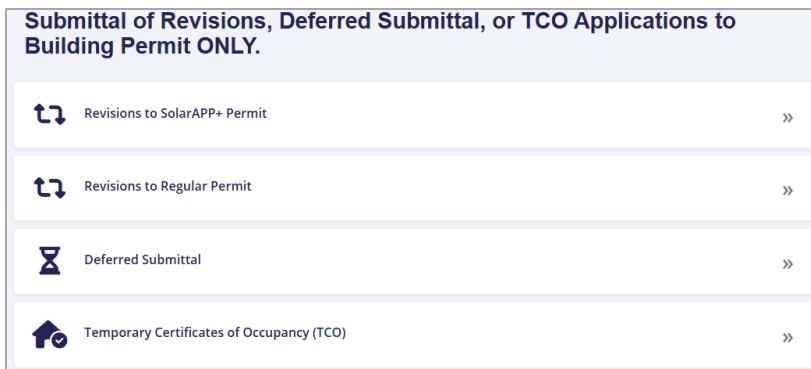 Submittal of Revisions, Deferred Submittal, or TCO Applications to
Building Permit ONLY.
Revisions to SolarAPP+ Permit
Revisions to Regular Permit
Deferred Submittal
Temporary Certificates of Occupancy (TCO)